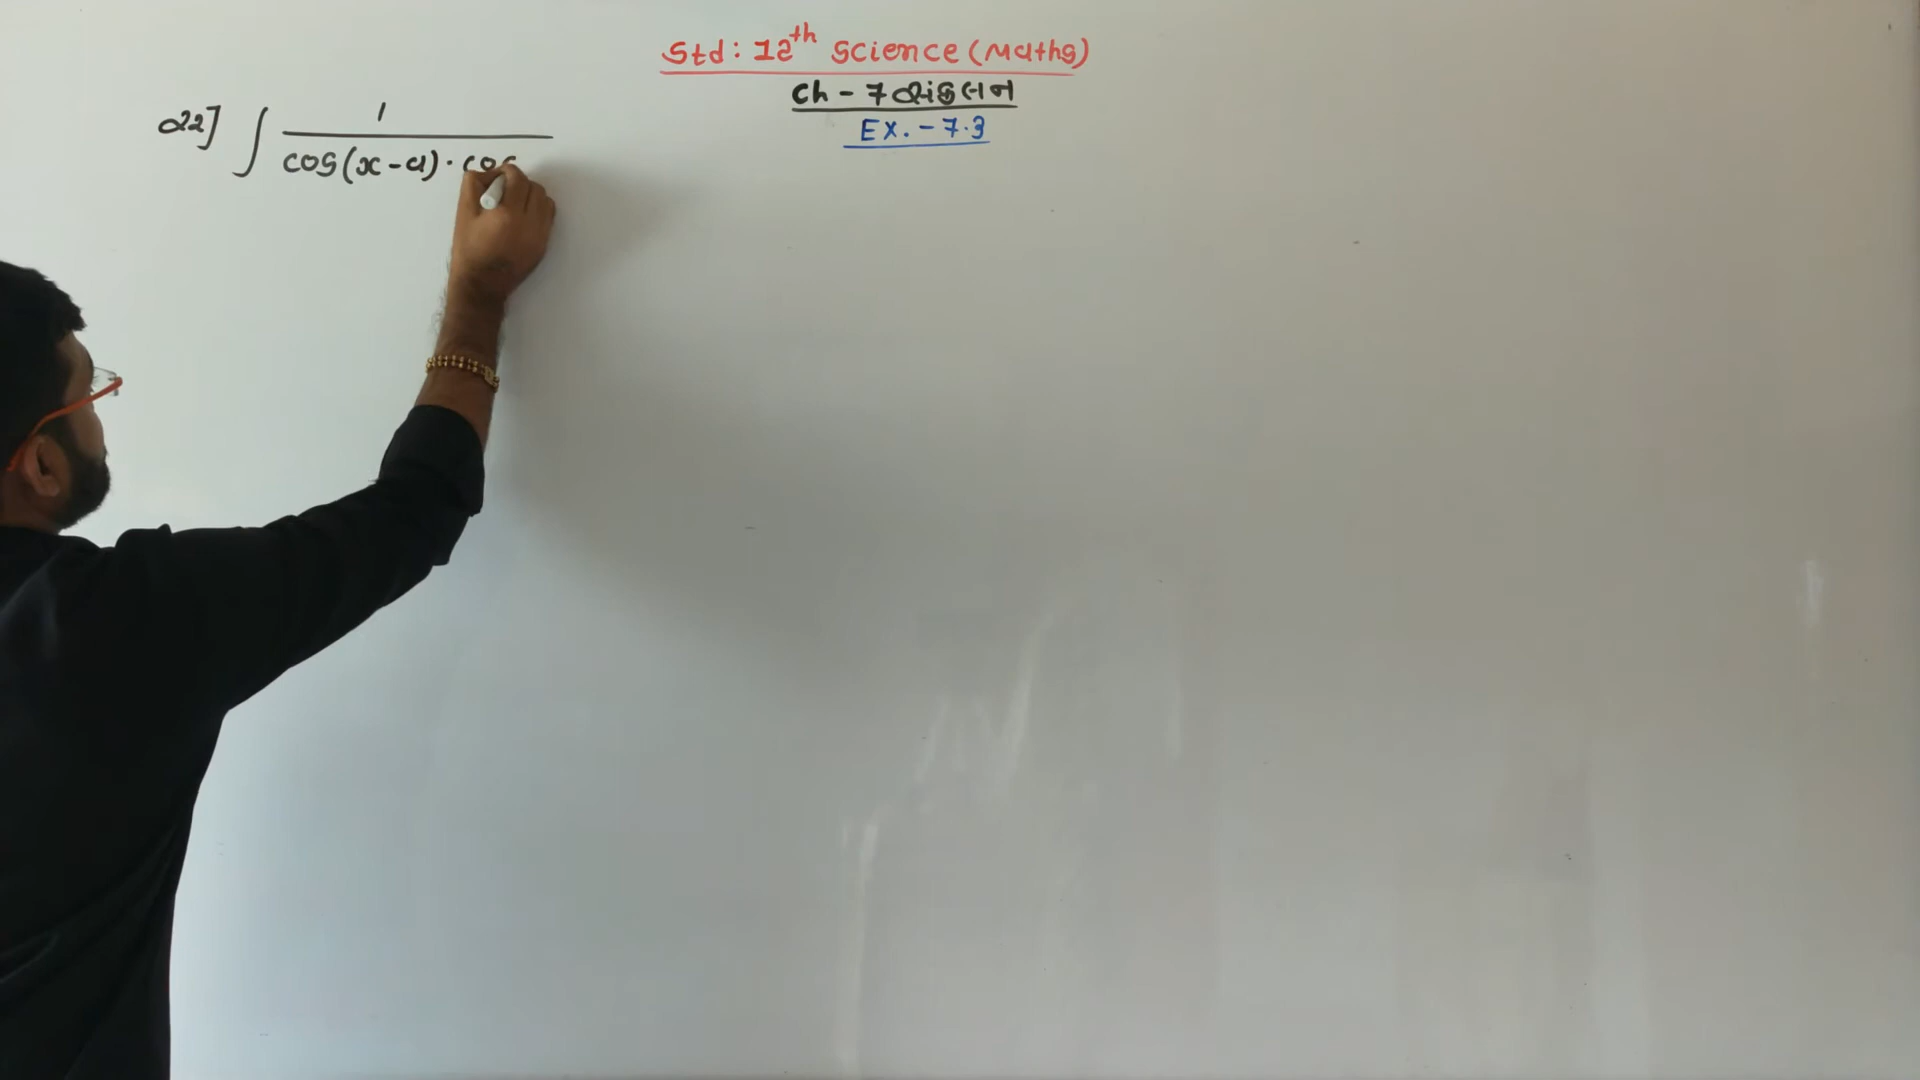 Std: 12th Science (Maths)
Ch - 7 સંકલન
Ex. - 7.3
22] ∫ 1 / cos(x-a) · cos